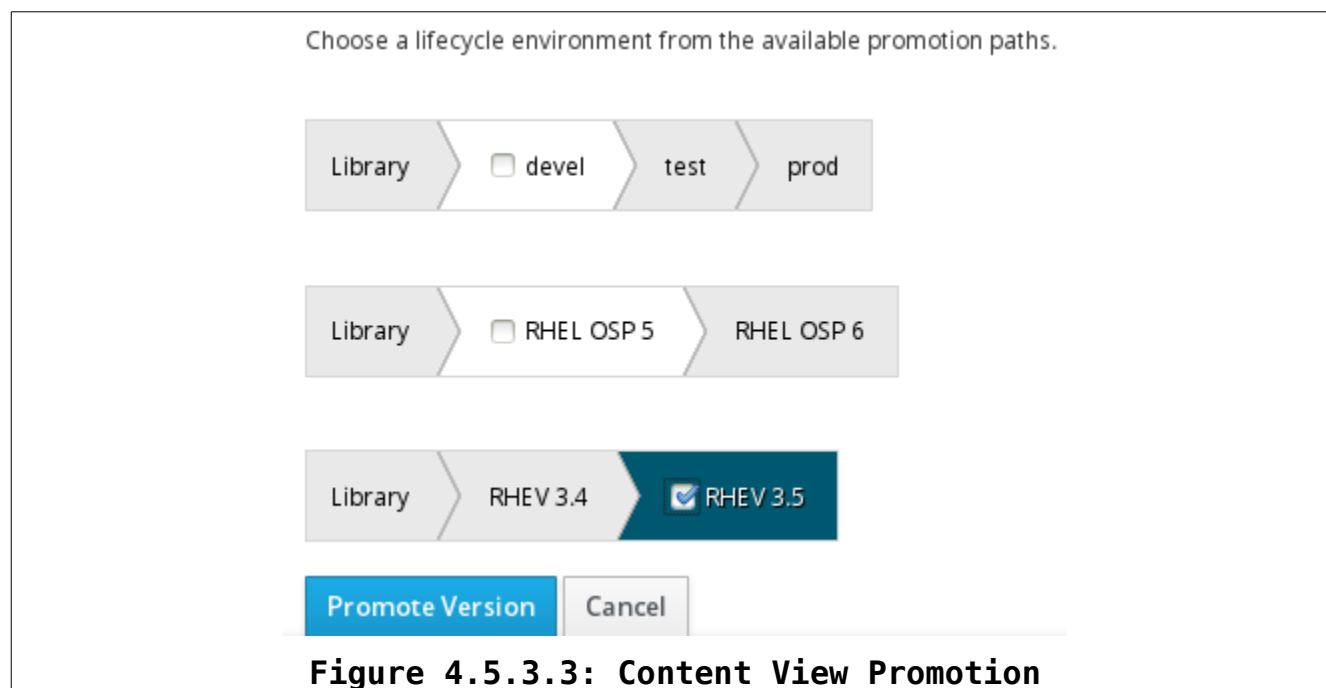 Choose a lifecycle environment from the available promotion paths.
Library devel test prod
Library RHEL OSP 5 RHEL OSP 6
Library RHEV 3.4 RHEV 3.5
Promote Version Cancel
Figure 4.5.3.3: Content View Promotion